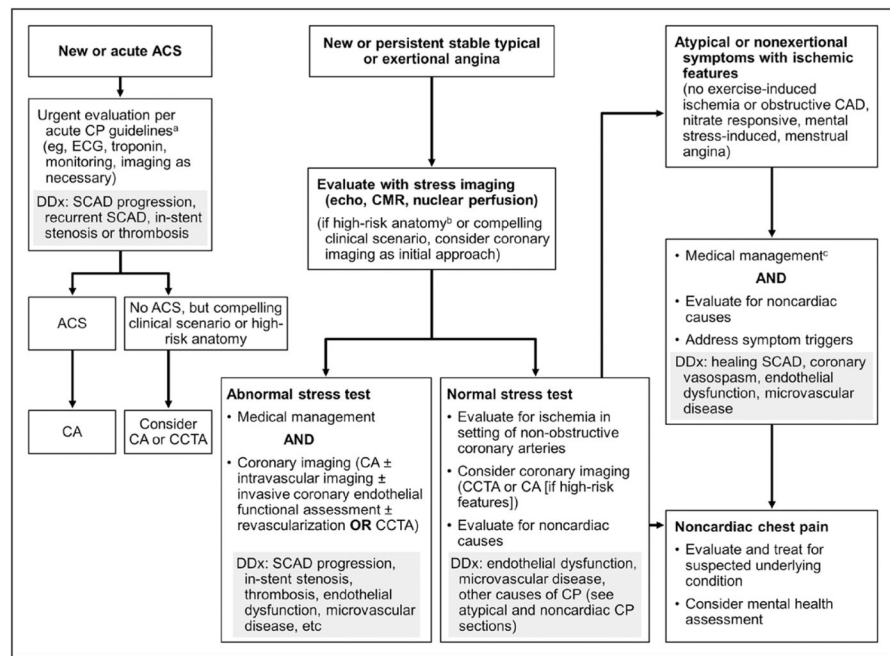 New or acute ACS
Urgent evaluation per
acute CP guidelinesᵃ
(eg, ECG, troponin,
monitoring, imaging as
necessary)
DDx: SCAD progression,
recurrent SCAD, in-stent
stenosis or thrombosis
ACS
No ACS, but compelling
clinical scenario or high-
risk anatomy
CA
Consider
CA or CCTA
New or persistent stable typical
or exertional angina
Evaluate with stress imaging
(echo, CMR, nuclear perfusion)
(if high-risk anatomyᵇ or compelling
clinical scenario, consider coronary
imaging as initial approach)
Abnormal stress test
• Medical management
AND
• Coronary imaging (CA ±
intravascular imaging ±
invasive coronary endothelial
functional assessment ±
revascularization OR CCTA)
DDx: SCAD progression,
in-stent stenosis,
thrombosis, endothelial
dysfunction, microvascular
disease, etc
Normal stress test
• Evaluate for ischemia in
setting of non-obstructive
coronary arteries
• Consider coronary imaging
(CCTA or CA [if high-risk
features])
• Evaluate for noncardiac
causes
DDx: endothelial dysfunction,
microvascular disease,
other causes of CP (see
atypical and noncardiac CP
sections)
Atypical or nonexertional
symptoms with ischemic
features
(no exercise-induced
ischemia or obstructive CAD,
nitrate responsive, mental
stress-induced, menstrual
angina)
• Medical managementᶜ
AND
• Evaluate for noncardiac
causes
• Address symptom triggers
DDx: healing SCAD, coronary
vasospasm, endothelial
dysfunction, microvascular
disease
Noncardiac chest pain
• Evaluate and treat for
suspected underlying
condition
• Consider mental health
assessment